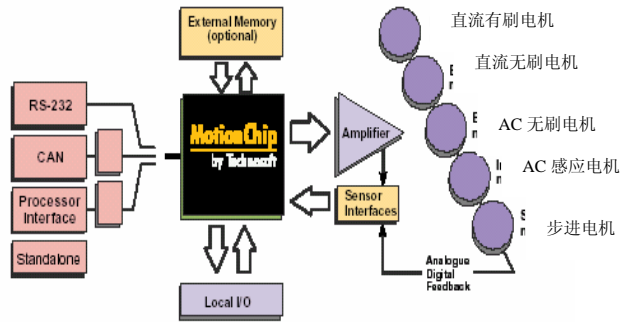 External Memory
(optional)
直流有刷电机
直流无刷电机
RS-232
MotionChip
by Technosoft
Amplifier
AC 无刷电机
CAN
AC 感应电机
Processor
Interface
Sensor
Interfaces
步进电机
Standalone
Analogue
Digital
Feedback
Local I/O